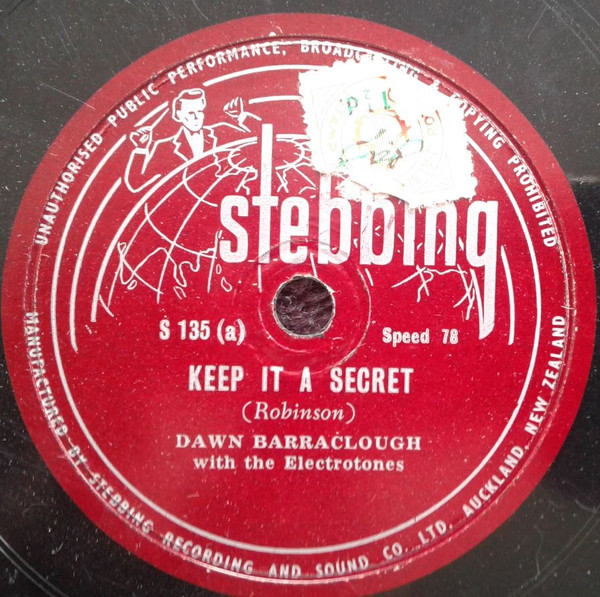 UNAUTHORISED PUBLIC PERFORMANCE, BROADCASTING & COPYING PROHIBITED
stebbing
S 135 (a)
Speed 78
KEEP IT A SECRET
(Robinson)
DAWN BARRACLOUGH
with the Electrotones
MANUFACTURED BY STEBBING RECORDING AND SOUND CO. LTD. AUCKLAND, NEW ZEALAND